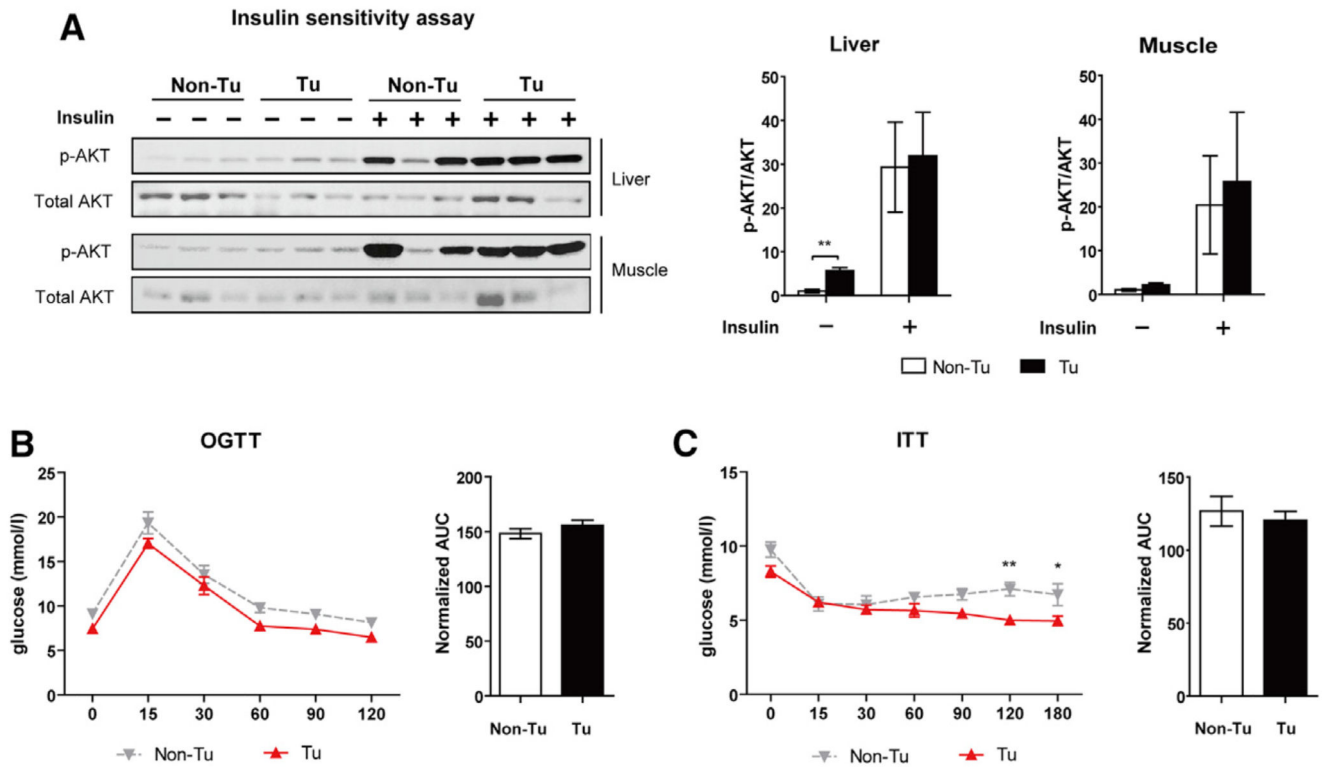 A
Insulin sensitivity assay
Non-Tu Tu Non-Tu Tu
Insulin − − − − − − + + + + + +
p-AKT
Total AKT
Liver
p-AKT
Total AKT
Muscle
Liver
p-AKT/AKT
50
40
30
20
10
0
**
Insulin − +
Muscle
p-AKT/AKT
50
40
30
20
10
0
Insulin − +
Non-Tu Tu
B
OGTT
glucose (mmol/l)
25
20
15
10
5
0
0 15 30 60 90 120
Non-Tu Tu
Normalized AUC
200
150
100
50
0
Non-Tu Tu
C
ITT
glucose (mmol/l)
15
10
5
0
** *
0 15 30 60 90 120 180
Non-Tu Tu
Normalized AUC
150
100
50
0
Non-Tu Tu